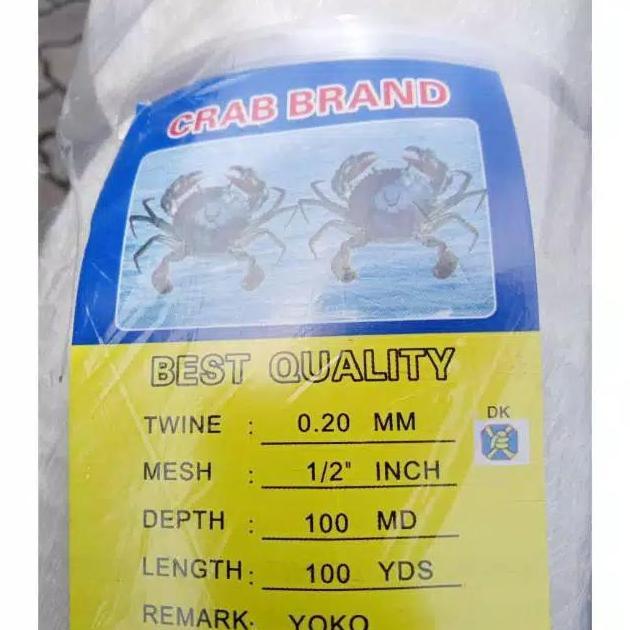 CRAB BRAND
BEST QUALITY
TWINE : 0.20 MM
DK
MESH : 1/2" INCH
DEPTH : 100 MD
LENGTH : 100 YDS
REMARK: YOKO